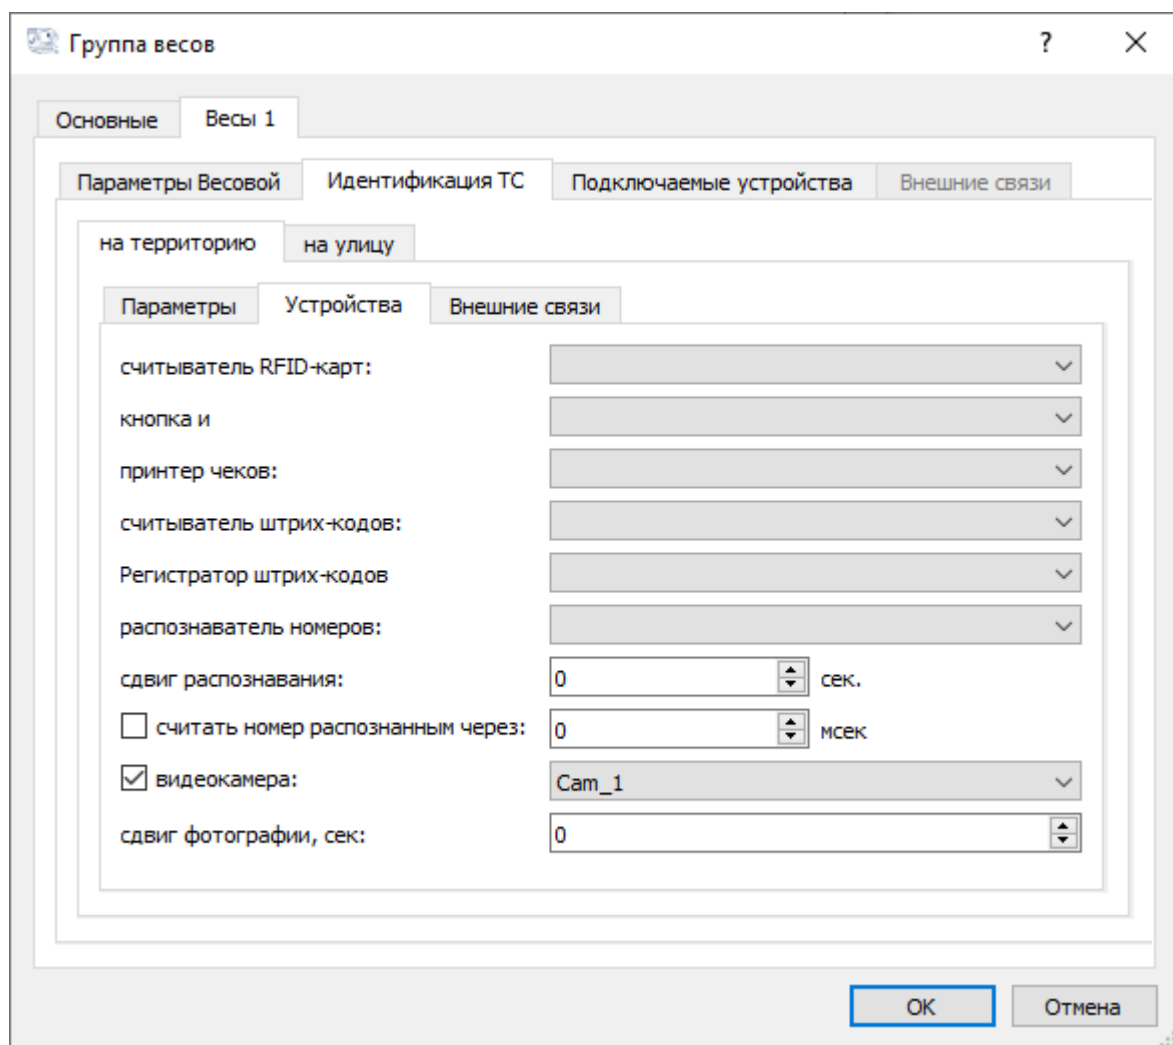 Группа весов
Основные Весы 1
Параметры Весовой Идентификация ТС Подключаемые устройства Внешние связи
на территорию на улицу
Параметры Устройства Внешние связи
считыватель RFID-карт:
кнопка и
принтер чеков:
считыватель штрих-кодов:
Регистратор штрих-кодов
распознаватель номеров:
сдвиг распознавания: 0 сек.
считать номер распознанным через: 0 мсек
видеокамера: Cam_1
сдвиг фотографии, сек: 0
OK Отмена